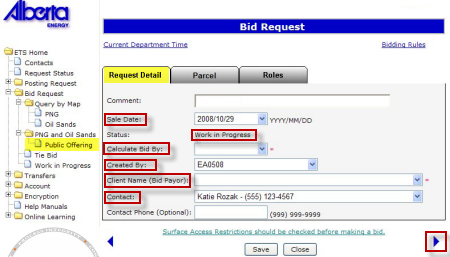 Alberta
ENERGY
Bid Request
Current Department Time
Bidding Rules
ETS Home
Contacts
Request Status
Posting Request
Bid Request
Query by Map
PNG
Oil Sands
PNG and Oil Sands
Public Offering
Tie Bid
Work in Progress
Transfers
Account
Encryption
Help Manuals
Online Learning
Request Detail
Parcel
Roles
Comment:
Sale Date: 2008/10/29 YYYY/MM/DD
Status: Work in Progress
Calculate Bid By: *
Created By: EA0508
Client Name (Bid Payor): *
Contact: Katie Rozak - (555) 123-4567
Contact Phone (Optional): (999) 999-9999
Surface Access Restrictions should be checked before making a bid.
Save Close